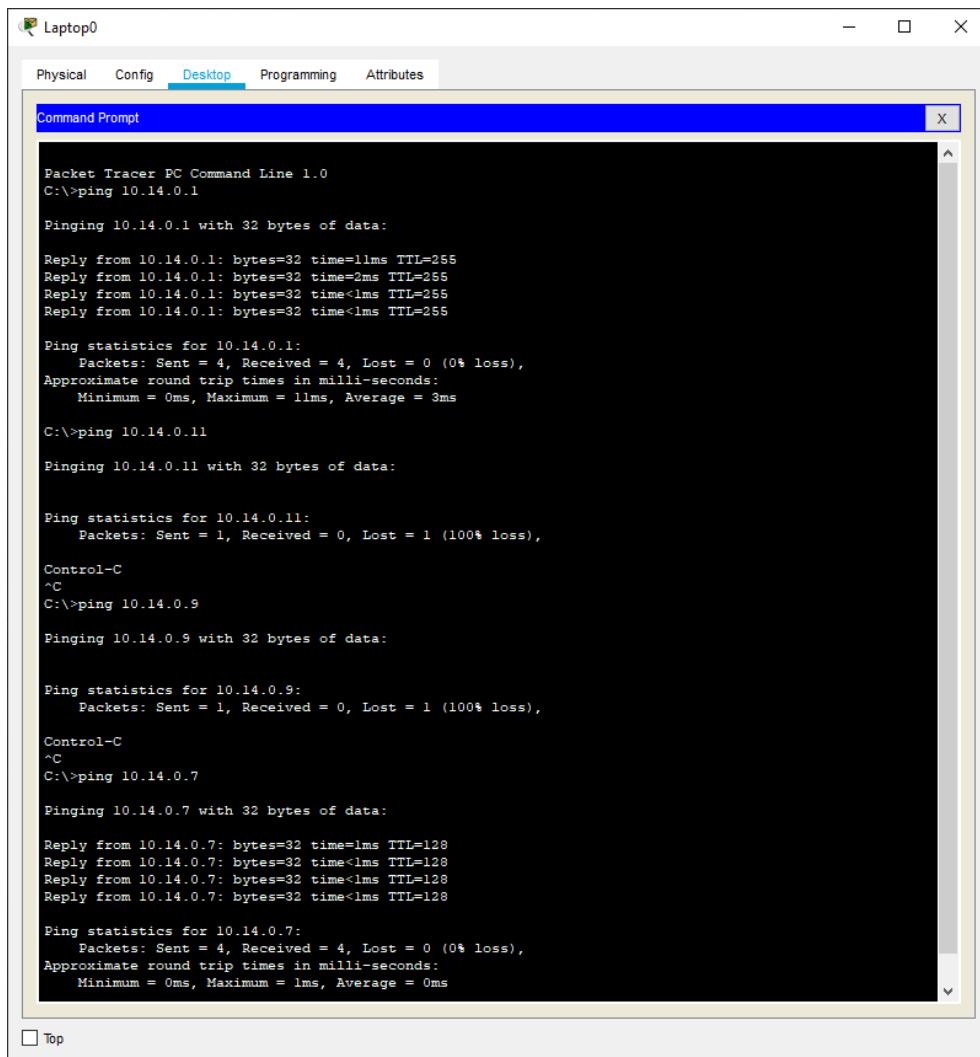 Laptop0
Physical Config Desktop Programming Attributes
Command Prompt
X
Packet Tracer PC Command Line 1.0
C:\>ping 10.14.0.1
Pinging 10.14.0.1 with 32 bytes of data:
Reply from 10.14.0.1: bytes=32 time=11ms TTL=255
Reply from 10.14.0.1: bytes=32 time=2ms TTL=255
Reply from 10.14.0.1: bytes=32 time<1ms TTL=255
Reply from 10.14.0.1: bytes=32 time<1ms TTL=255
Ping statistics for 10.14.0.1:
Packets: Sent = 4, Received = 4, Lost = 0 (0% loss),
Approximate round trip times in milli-seconds:
Minimum = 0ms, Maximum = 11ms, Average = 3ms
C:\>ping 10.14.0.11
Pinging 10.14.0.11 with 32 bytes of data:
Ping statistics for 10.14.0.11:
Packets: Sent = 1, Received = 0, Lost = 1 (100% loss),
Control-C
^C
C:\>ping 10.14.0.9
Pinging 10.14.0.9 with 32 bytes of data:
Ping statistics for 10.14.0.9:
Packets: Sent = 1, Received = 0, Lost = 1 (100% loss),
Control-C
^C
C:\>ping 10.14.0.7
Pinging 10.14.0.7 with 32 bytes of data:
Reply from 10.14.0.7: bytes=32 time=1ms TTL=128
Reply from 10.14.0.7: bytes=32 time<1ms TTL=128
Reply from 10.14.0.7: bytes=32 time<1ms TTL=128
Reply from 10.14.0.7: bytes=32 time<1ms TTL=128
Ping statistics for 10.14.0.7:
Packets: Sent = 4, Received = 4, Lost = 0 (0% loss),
Approximate round trip times in milli-seconds:
Minimum = 0ms, Maximum = 1ms, Average = 0ms
Top